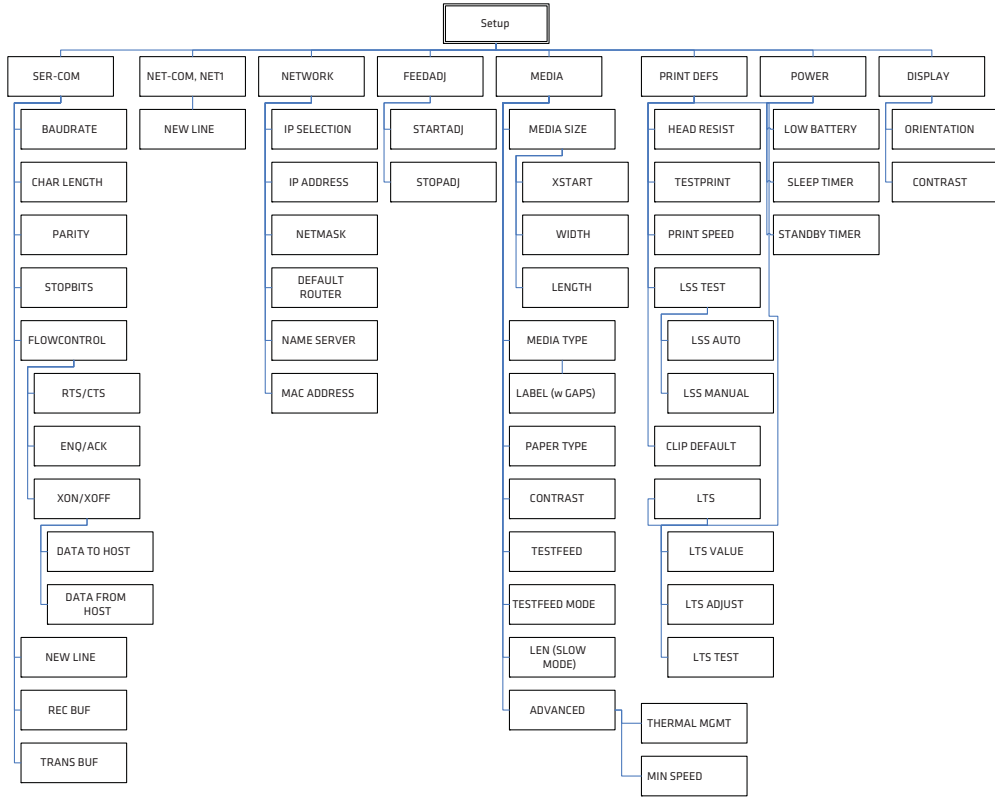 Setup
SER-COM
NET-COM, NET1
NETWORK
FEEDADJ
MEDIA
PRINT DEFS
POWER
DISPLAY
BAUDRATE
CHAR LENGTH
PARITY
STOPBITS
FLOWCONTROL
RTS/CTS
ENQ/ACK
XON/XOFF
DATA TO HOST
DATA FROM
HOST
NEW LINE
REC BUF
TRANS BUF
NEW LINE
IP SELECTION
IP ADDRESS
NETMASK
DEFAULT
ROUTER
NAME SERVER
MAC ADDRESS
STARTADJ
STOPADJ
MEDIA SIZE
XSTART
WIDTH
LENGTH
MEDIA TYPE
LABEL (w GAPS)
PAPER TYPE
CONTRAST
TESTFEED
TESTFEED MODE
LEN (SLOW
MODE)
ADVANCED
THERMAL MGMT
MIN SPEED
HEAD RESIST
TESTPRINT
PRINT SPEED
LSS TEST
LSS AUTO
LSS MANUAL
CLIP DEFAULT
LTS
LTS VALUE
LTS ADJUST
LTS TEST
LOW BATTERY
SLEEP TIMER
STANDBY TIMER
ORIENTATION
CONTRAST